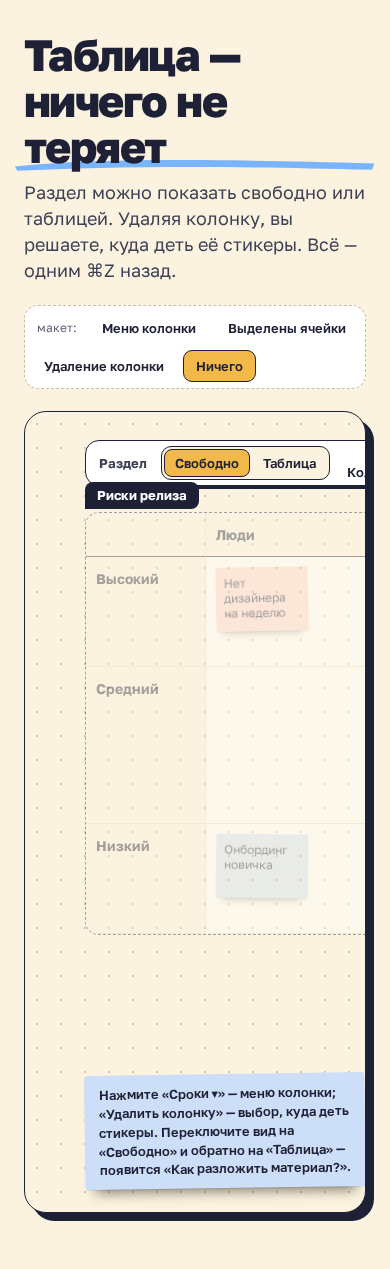 Таблица —
ничего не
теряет
Раздел можно показать свободно или
таблицей. Удаляя колонку, вы
решаете, куда деть её стикеры. Всё —
одним ⌘Z назад.
макет: Меню колонки Выделены ячейки
Удаление колонки Ничего
Раздел Свободно Таблица
Риски релиза
Люди
Высокий
Нет
дизайнера
на неделю
Средний
Низкий
Онбординг
новичка
Нажмите «Сроки ▾» — меню колонки;
«Удалить колонку» — выбор, куда деть
стикеры. Переключите вид на
«Свободно» и обратно на «Таблица» —
появится «Как разложить материал?».